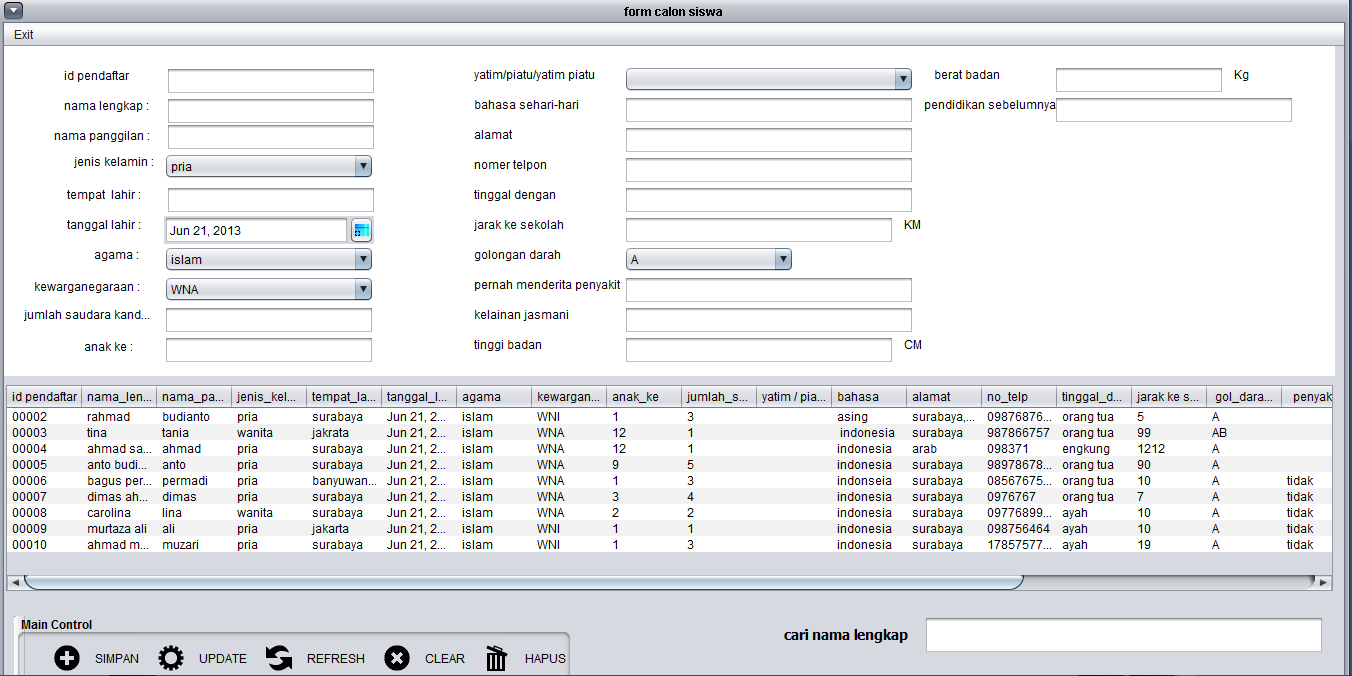 form calon siswa
Exit
id pendaftar
nama lengkap :
nama panggilan :
jenis kelamin : pria
tempat lahir :
tanggal lahir : Jun 21, 2013
agama : islam
kewarganegaraan : WNA
jumlah saudara kand...
anak ke :
yatim/piatu/yatim piatu
bahasa sehari-hari
alamat
nomer telpon
tinggal dengan
jarak ke sekolah KM
golongan darah A
pernah menderita penyakit
kelainan jasmani
tinggi badan CM
berat badan Kg
pendidikan sebelumnya
id pendaftar nama_len... nama_pa... jenis_kel... tempat_la... tanggal_l... agama kewargan... anak_ke jumlah_s... yatim / pia... bahasa alamat no_telp tinggal_d... jarak ke s... gol_dara... penyak
00002 rahmad budianto pria surabaya Jun 21, 2... islam WNI 1 3 asing surabaya,... 09876876... orang tua 5 A
00003 tina tania wanita jakrata Jun 21, 2... islam WNA 12 1 indonesia surabaya 987866757 orang tua 99 AB
00004 ahmad sa... ahmad pria surabaya Jun 21, 2... islam WNA 12 1 indonesia arab 098371 engkung 1212 A
00005 anto budi... anto pria surabaya Jun 21, 2... islam WNA 9 5 indonesia surabaya 98978678... orang tua 90 A
00006 bagus per... permadi pria banyuwan... Jun 21, 2... islam WNA 1 3 indonseia surabaya 08567675... orang tua 10 A tidak
00007 dimas ah... dimas pria surabaya Jun 21, 2... islam WNA 3 4 indonesia surabaya 0976767 orang tua 7 A tidak
00008 carolina lina wanita surabaya Jun 21, 2... islam WNA 2 2 indonesia surabaya 09776899... ayah 10 A tidak
00009 murtaza ali ali pria jakarta Jun 21, 2... islam WNI 1 1 indonesia surabaya 098756464 ayah 10 A tidak
00010 ahmad m... muzari pria surabaya Jun 21, 2... islam WNI 1 3 indonesia surabaya 17857577... ayah 19 A tidak
Main Control
SIMPAN UPDATE REFRESH CLEAR HAPUS
cari nama lengkap